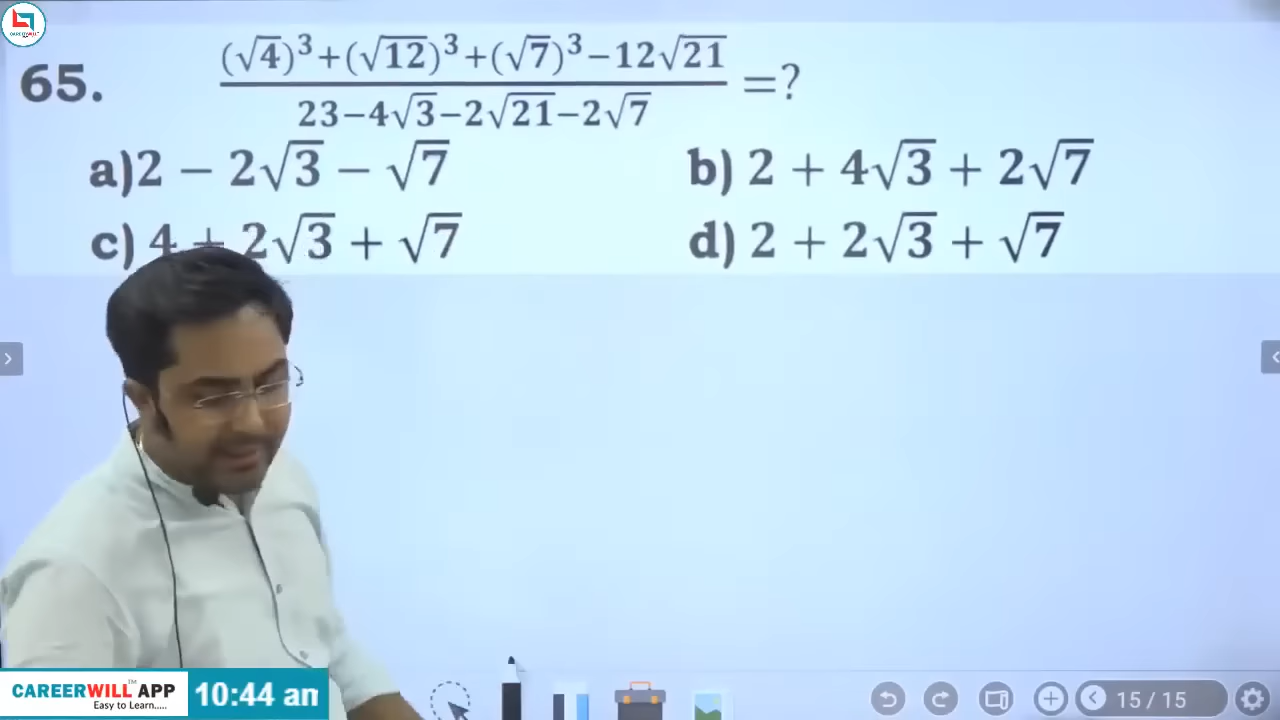 CAREERWILL
65. \frac{(√4)³+(√12)³+(√7)³−12√21}{23−4√3−2√21−2√7} =?
a)2 − 2√3 − √7
b) 2 + 4√3 + 2√7
c) 4 + 2√3 + √7
d) 2 + 2√3 + √7
CAREERWILL™ APP
Easy to Learn.....
10:44 am
15 / 15